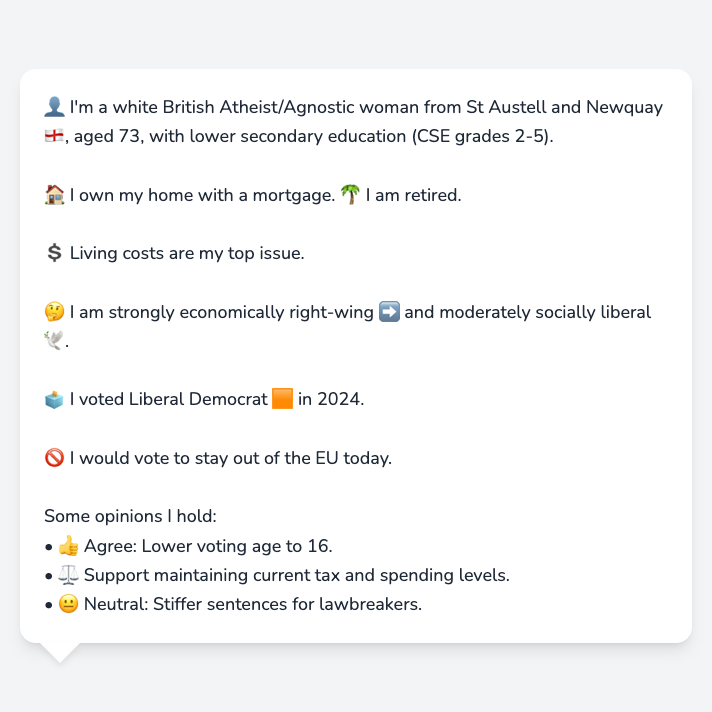 👤 I'm a white British Atheist/Agnostic woman from St Austell and Newquay
🏴󠁧󠁢󠁥󠁮󠁧󠁿, aged 73, with lower secondary education (CSE grades 2-5).
🏠 I own my home with a mortgage. 🌴 I am retired.
💲 Living costs are my top issue.
🤔 I am strongly economically right-wing ➡️ and moderately socially liberal
🕊️.
🗳️ I voted Liberal Democrat 🟧 in 2024.
🚫 I would vote to stay out of the EU today.
Some opinions I hold:
• 👍 Agree: Lower voting age to 16.
• ⚖️ Support maintaining current tax and spending levels.
• 😐 Neutral: Stiffer sentences for lawbreakers.